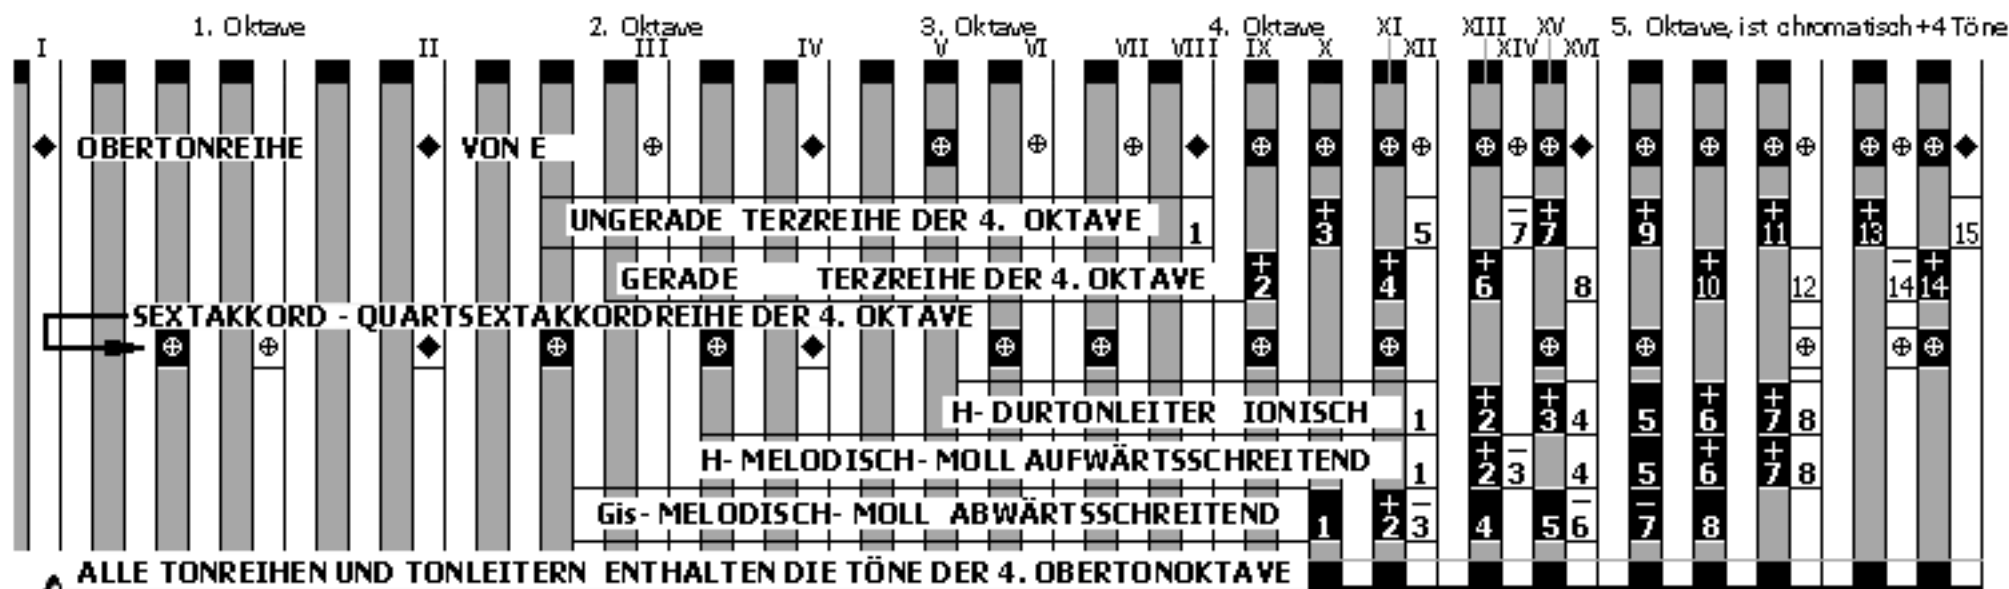 1. Oktave 2. Oktave 3. Oktave 4. Oktave XI XIII XV 5. Oktave, ist chromatisch +4 Töne
I II III IV V VI VII VIII IX X XII XIV XVI
OBERTONREIHE VON E
UNGERADE TERZREIHE DER 4. OKTAVE 1 +3 5 -7 +7 +9 +11 +13 15
GERADE TERZREIHE DER 4. OKTAVE +2 +4 +6 8 +10 12 -14 +14
SEXTAKKORD - QUARTSEXTAKKORDREIHE DER 4. OKTAVE
H- DURTONLEITER IONISCH 1 +2 +3 4 5 +6 +7 8
H- MELODISCH- MOLL AUFWÄRTSSCHREITEND 1 +2 -3 4 5 +6 +7 8
Gis- MELODISCH- MOLL ABWÄRTSSCHREITEND 1 +2 -3 4 5 -6 -7 8
ALLE TONREIHEN UND TONLEITERN ENTHALTEN DIE TÖNE DER 4. OBERTONOKTAVE